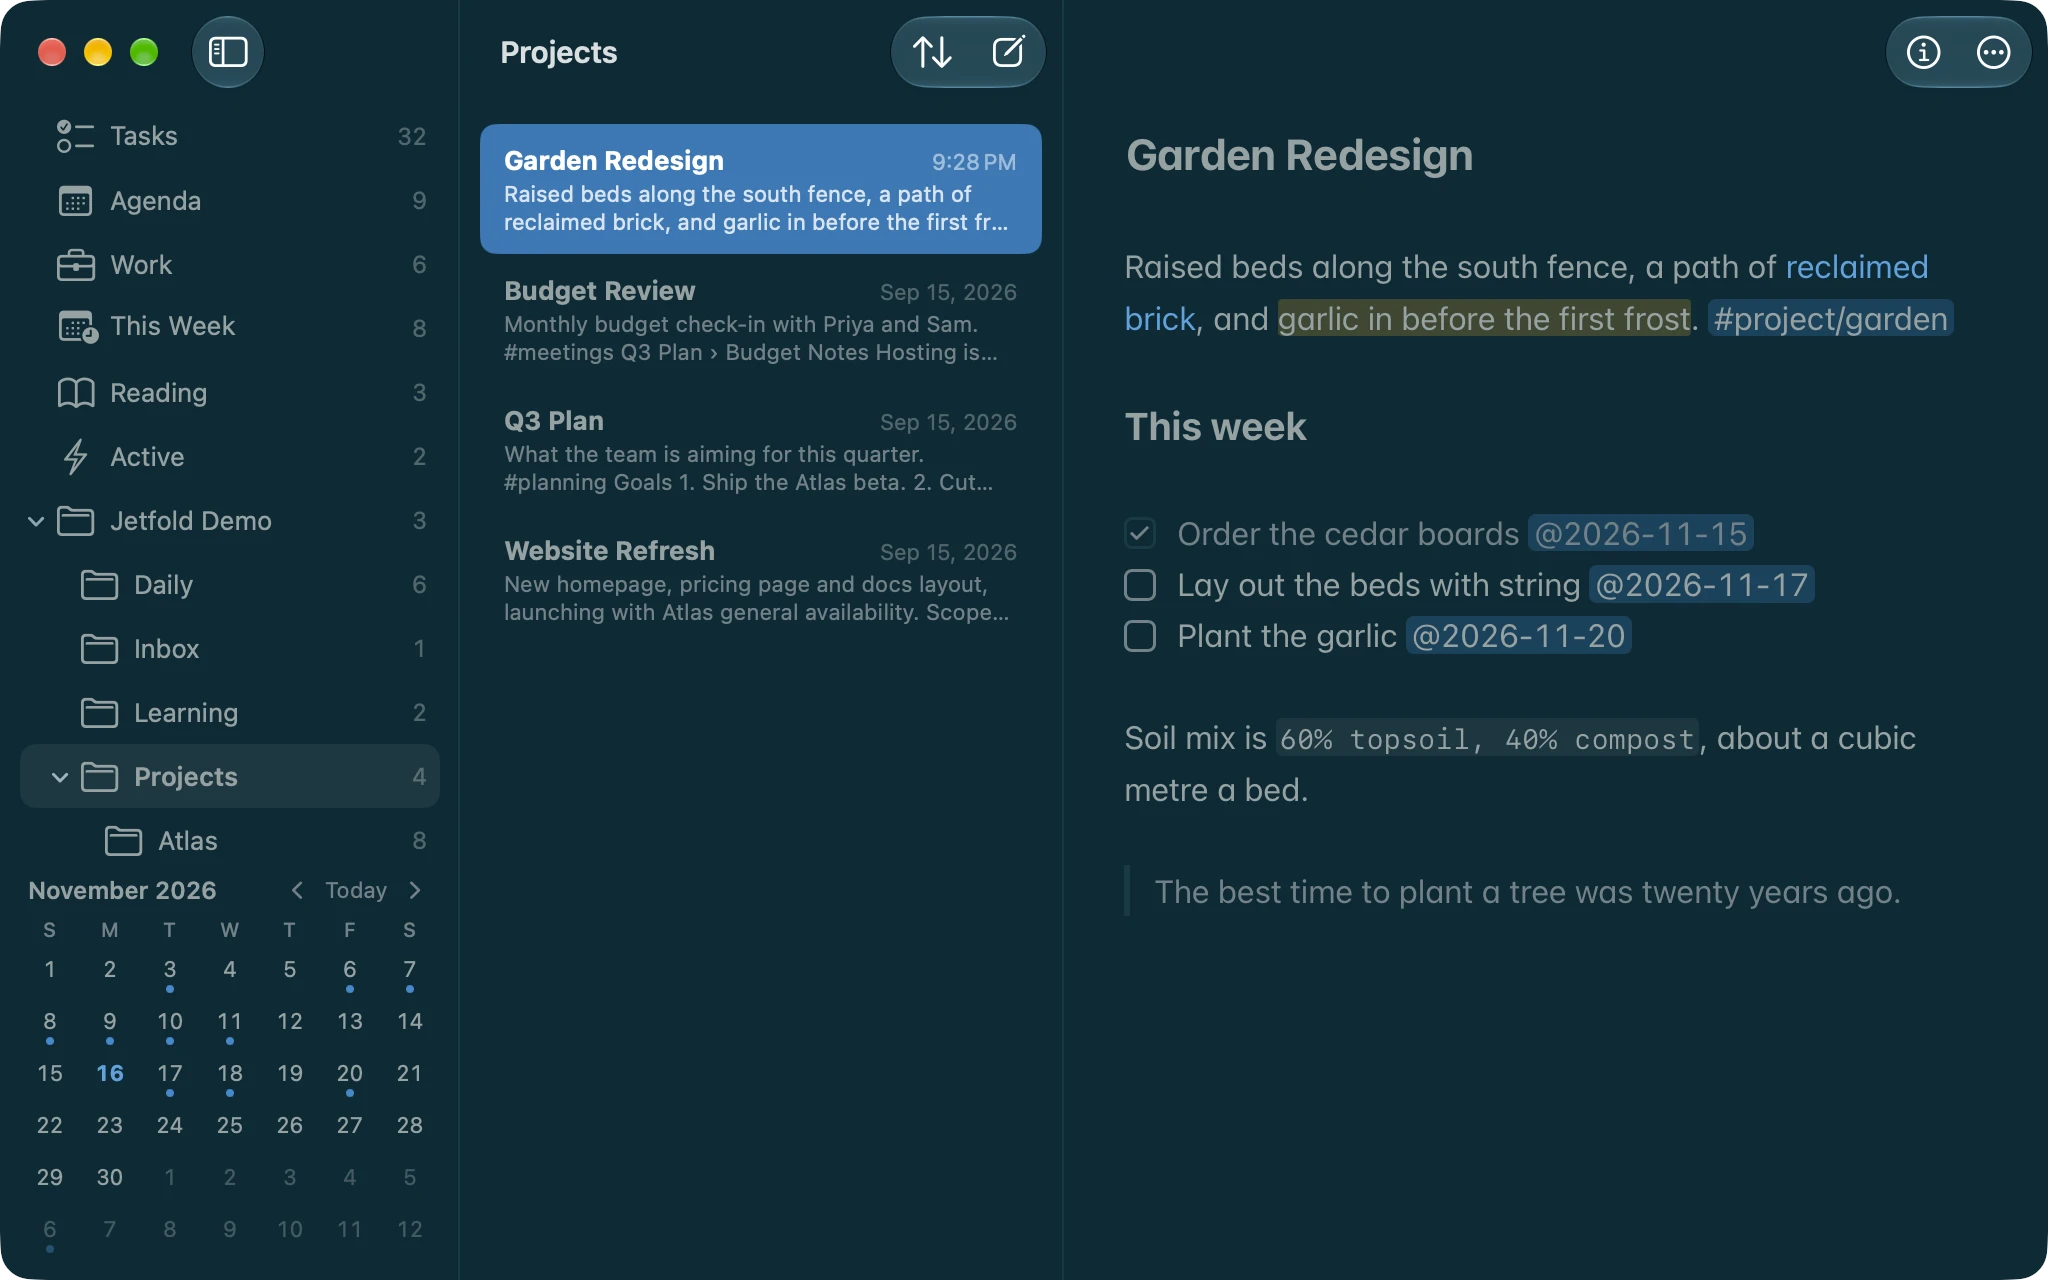 Tasks 32
Agenda 9
Work 6
This Week 8
Reading 3
Active 2
Jetfold Demo 3
Daily 6
Inbox 1
Learning 2
Projects 4
Atlas 8
November 2026 Today
S M T W T F S
1 2 3 4 5 6 7
8 9 10 11 12 13 14
15 16 17 18 19 20 21
22 23 24 25 26 27 28
29 30 1 2 3 4 5
6 7 8 9 10 11 12
Projects
Garden Redesign 9:28 PM
Raised beds along the south fence, a path of
reclaimed brick, and garlic in before the first fr...
Budget Review Sep 15, 2026
Monthly budget check-in with Priya and Sam.
#meetings Q3 Plan › Budget Notes Hosting is...
Q3 Plan Sep 15, 2026
What the team is aiming for this quarter.
#planning Goals 1. Ship the Atlas beta. 2. Cut...
Website Refresh Sep 15, 2026
New homepage, pricing page and docs layout,
launching with Atlas general availability. Scope...
Garden Redesign
Raised beds along the south fence, a path of reclaimed
brick, and garlic in before the first frost. #project/garden
This week
Order the cedar boards @2026-11-15
Lay out the beds with string @2026-11-17
Plant the garlic @2026-11-20
Soil mix is 60% topsoil, 40% compost, about a cubic
metre a bed.
The best time to plant a tree was twenty years ago.